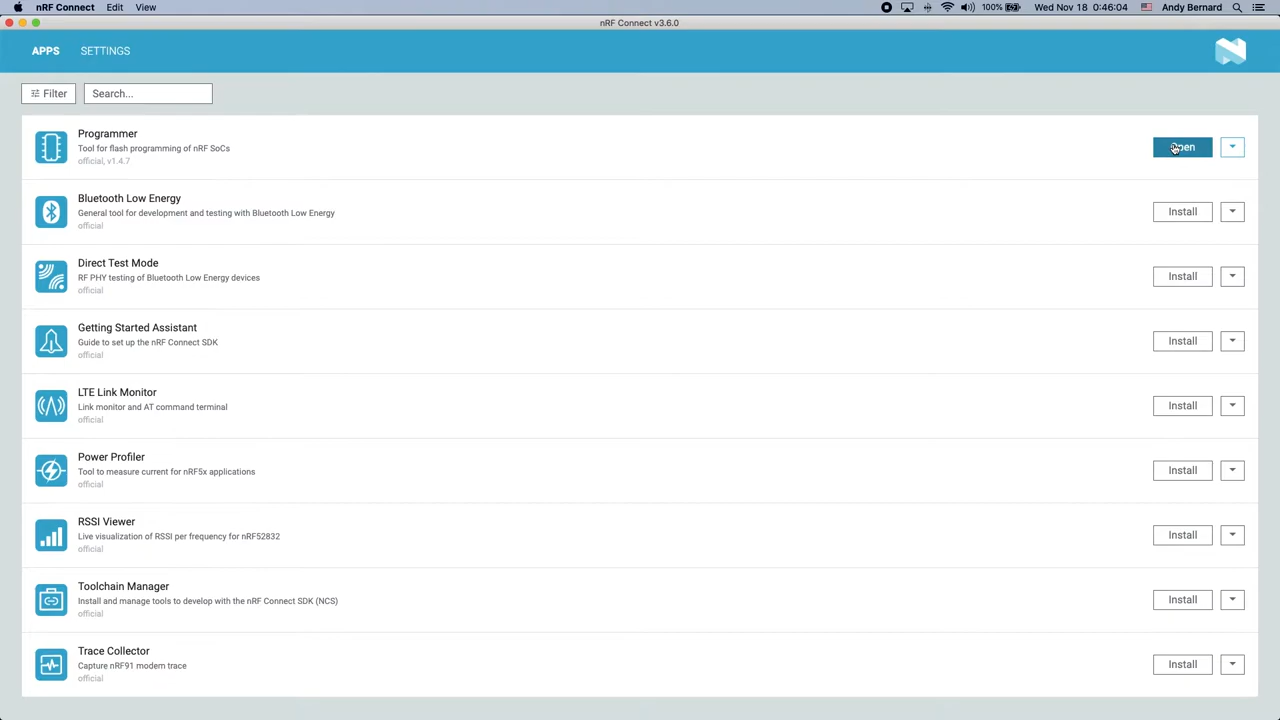 nRF Connect Edit View 100% Wed Nov 18 0:46:04 Andy Bernard
nRF Connect v3.6.0
APPS SETTINGS
Filter Search...
Programmer
Tool for flash programming of nRF SoCs
official, v1.4.7
Open
Bluetooth Low Energy
General tool for development and testing with Bluetooth Low Energy
official
Install
Direct Test Mode
RF PHY testing of Bluetooth Low Energy devices
official
Install
Getting Started Assistant
Guide to set up the nRF Connect SDK
official
Install
LTE Link Monitor
Link monitor and AT command terminal
official
Install
Power Profiler
Tool to measure current for nRF5x applications
official
Install
RSSI Viewer
Live visualization of RSSI per frequency for nRF52832
official
Install
Toolchain Manager
Install and manage tools to develop with the nRF Connect SDK (NCS)
official
Install
Trace Collector
Capture nRF91 modem trace
official
Install